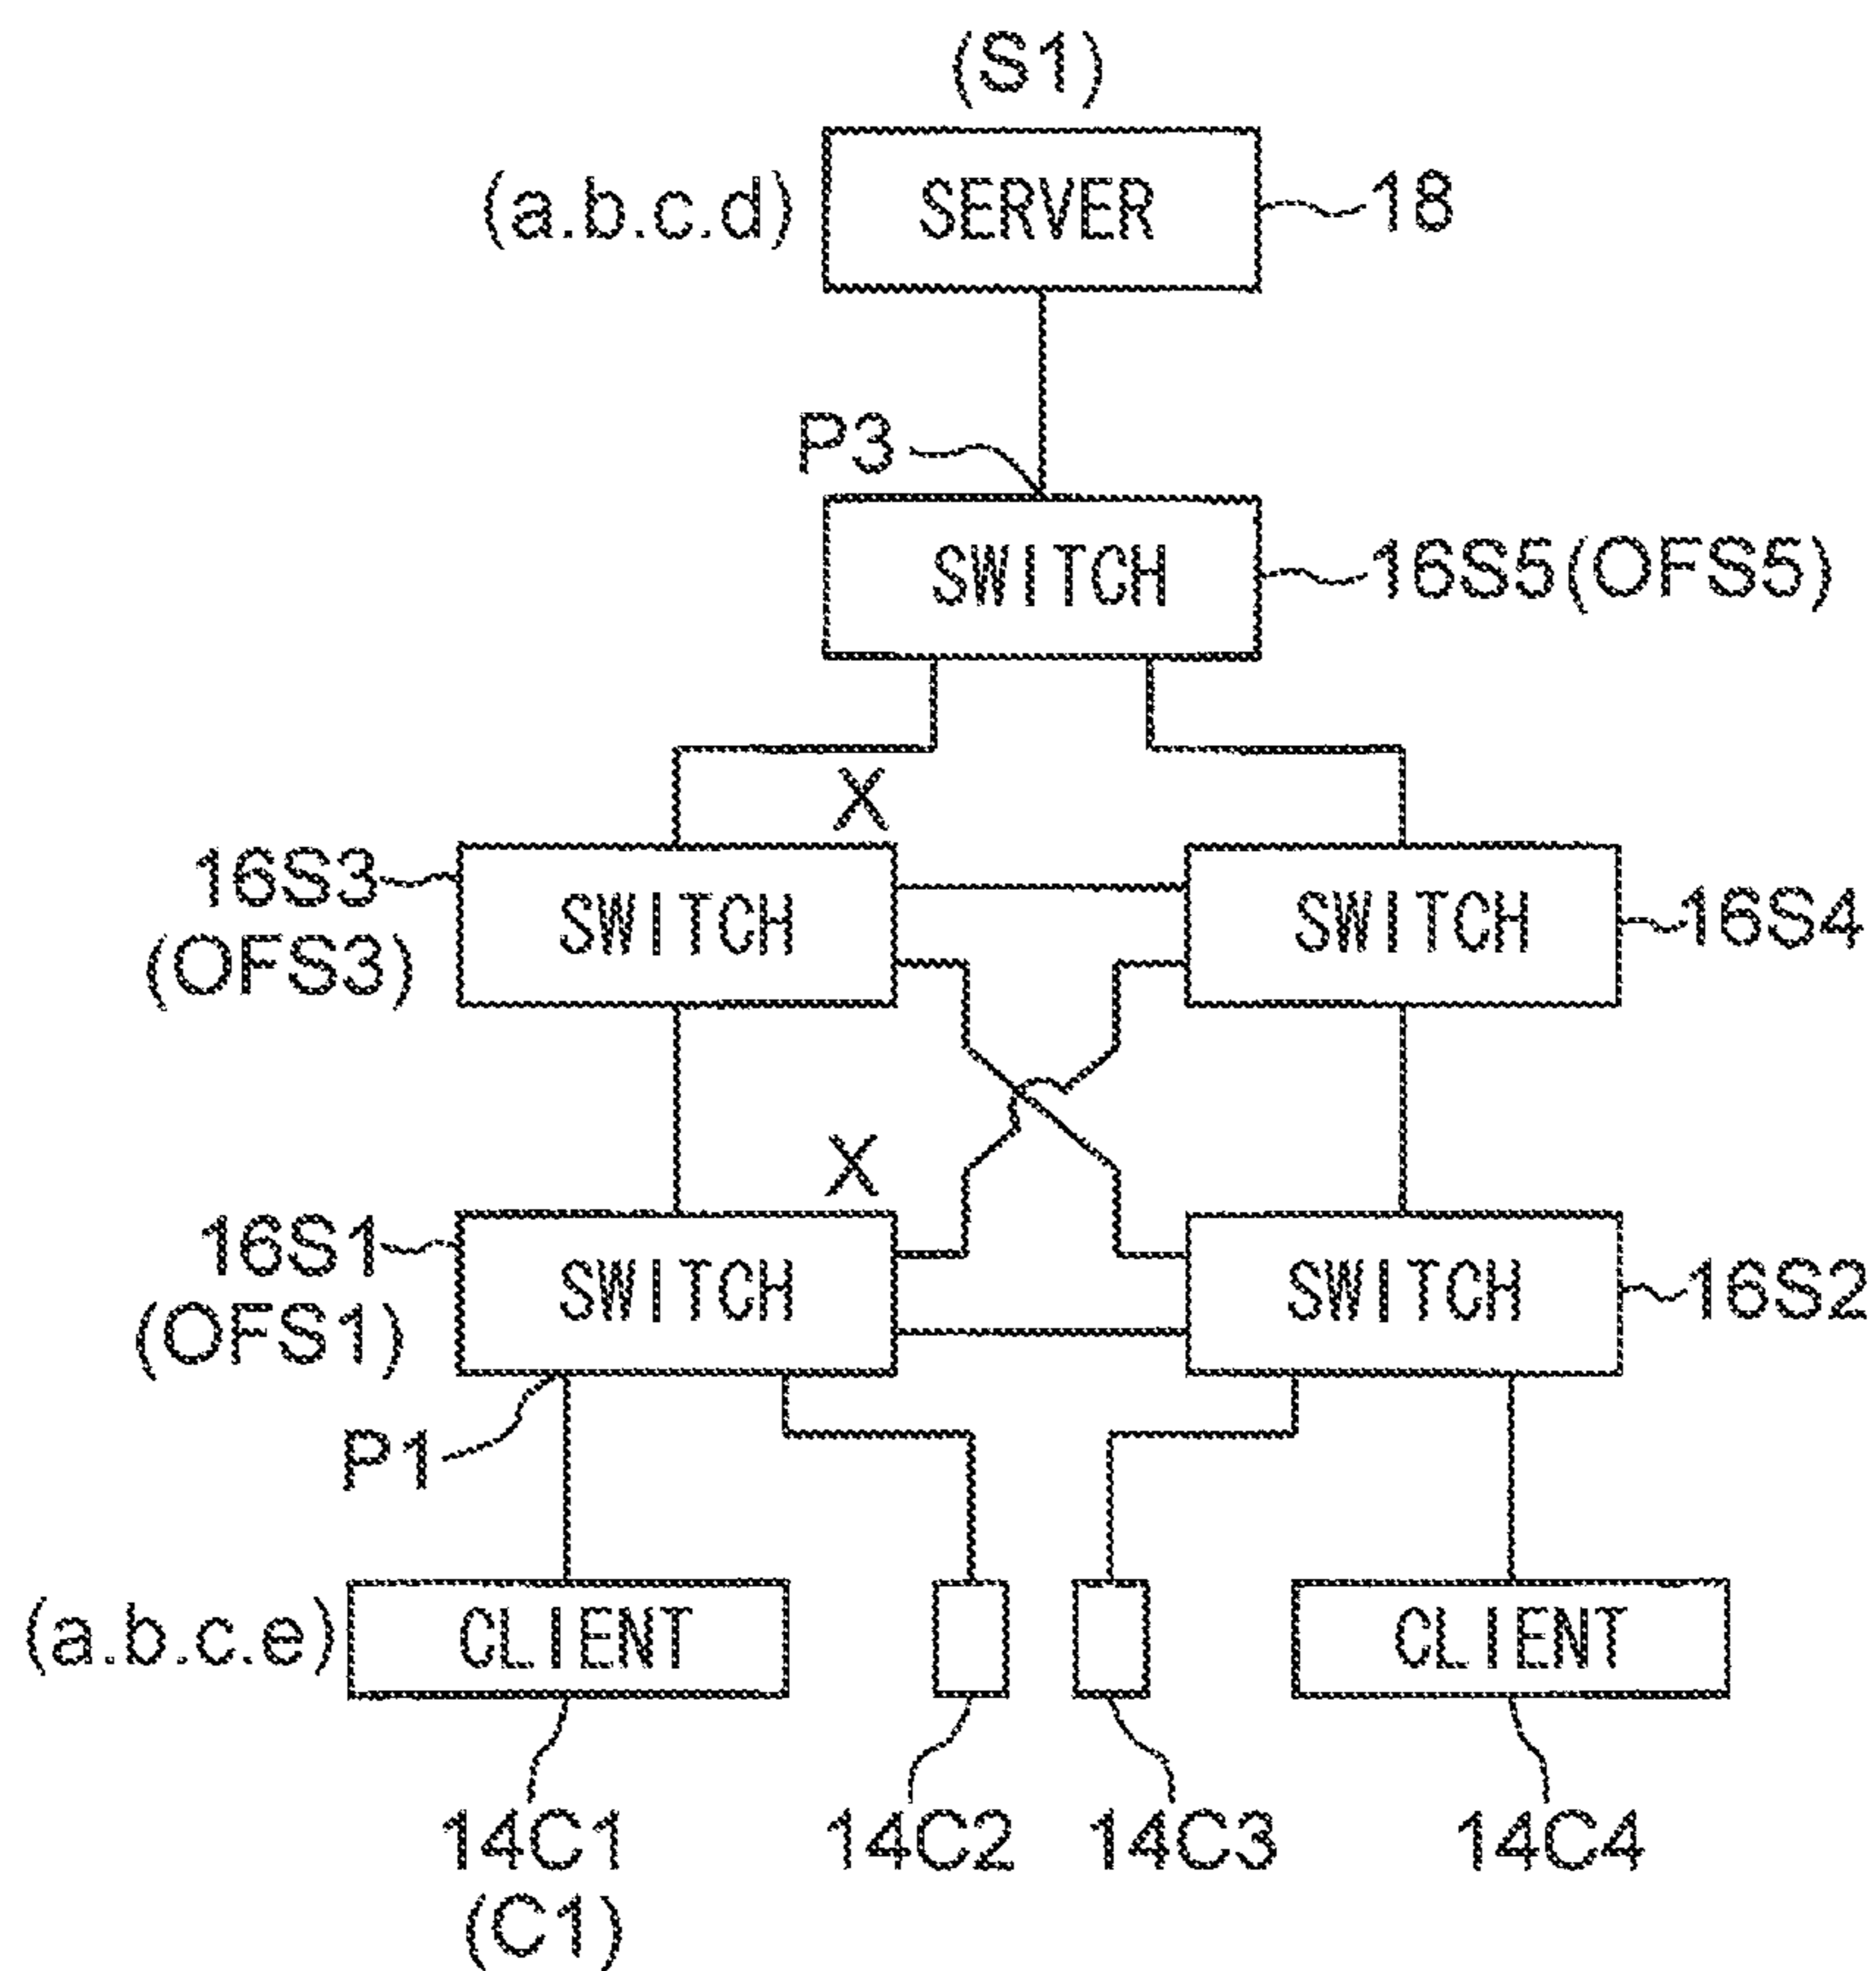 (S1)
(a.b.c.d)
SERVER
18
P3
SWITCH
16S5(OFS5)
X
16S3
(OFS3)
SWITCH
SWITCH
16S4
X
16S1
(OFS1)
SWITCH
SWITCH
16S2
P1
(a.b.c.e)
CLIENT
CLIENT
14C1
(C1)
14C2
14C3
14C4